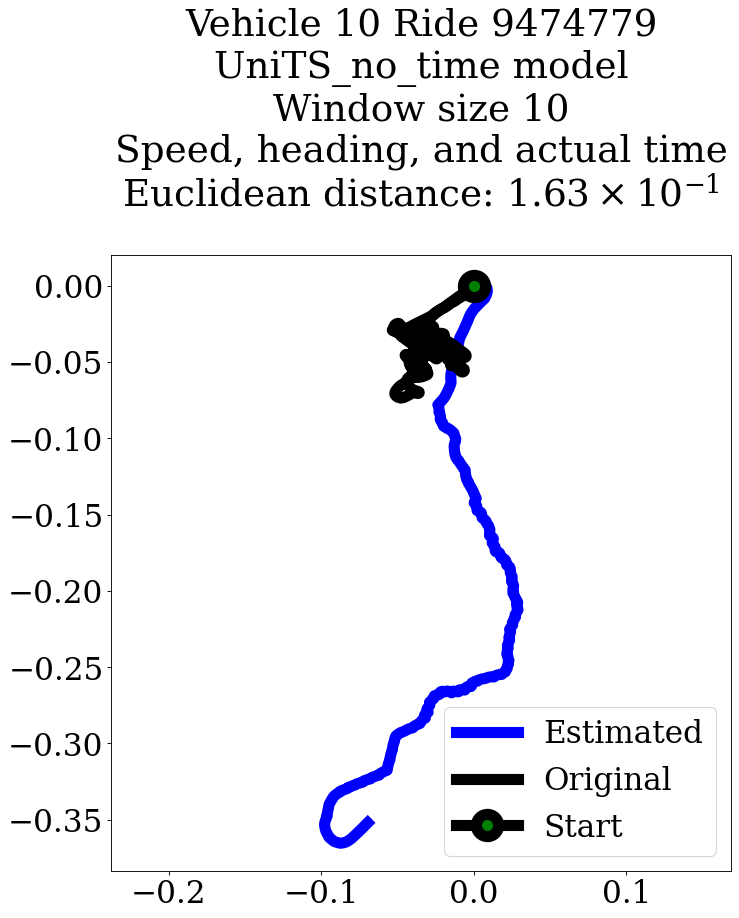 Vehicle 10 Ride 9474779
UniTS_no_time model
Window size 10
Speed, heading, and actual time
Euclidean distance: 1.63 × 10⁻¹
0.00
−0.05
−0.10
−0.15
−0.20
−0.25
−0.30
−0.35
Estimated
Original
Start
−0.2 −0.1 0.0 0.1